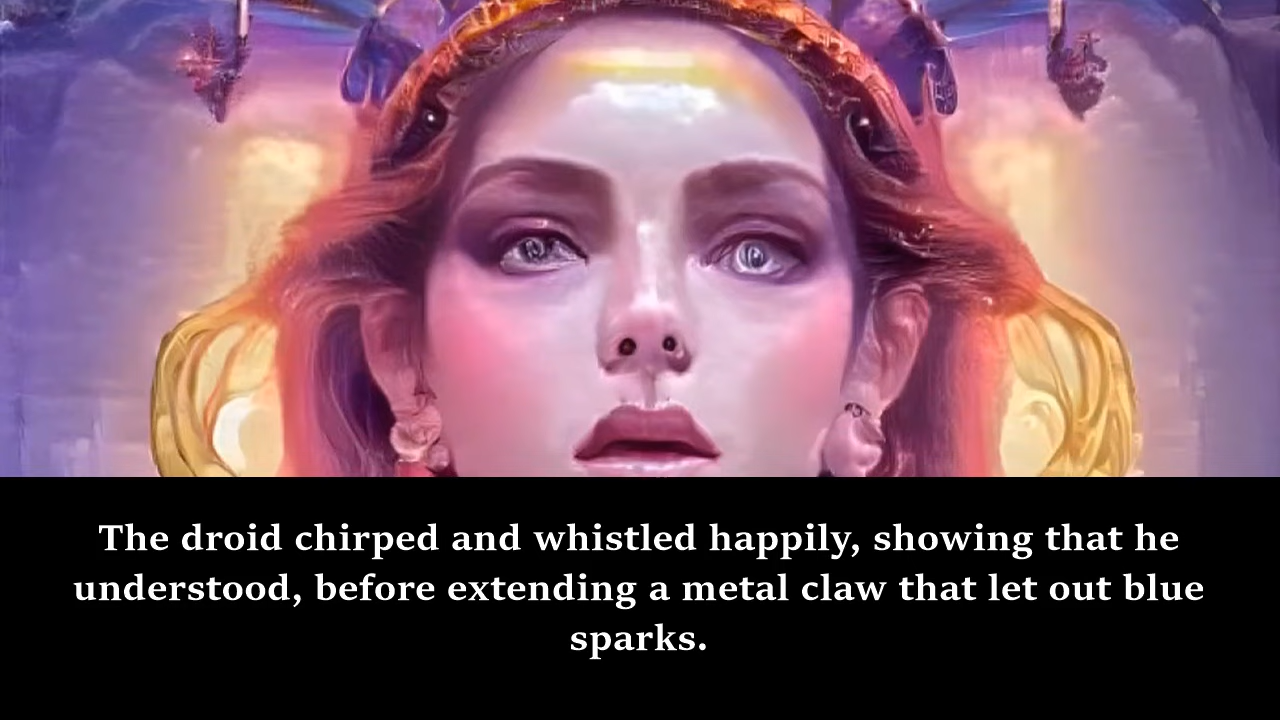 The droid chirped and whistled happily, showing that he
understood, before extending a metal claw that let out blue
sparks.